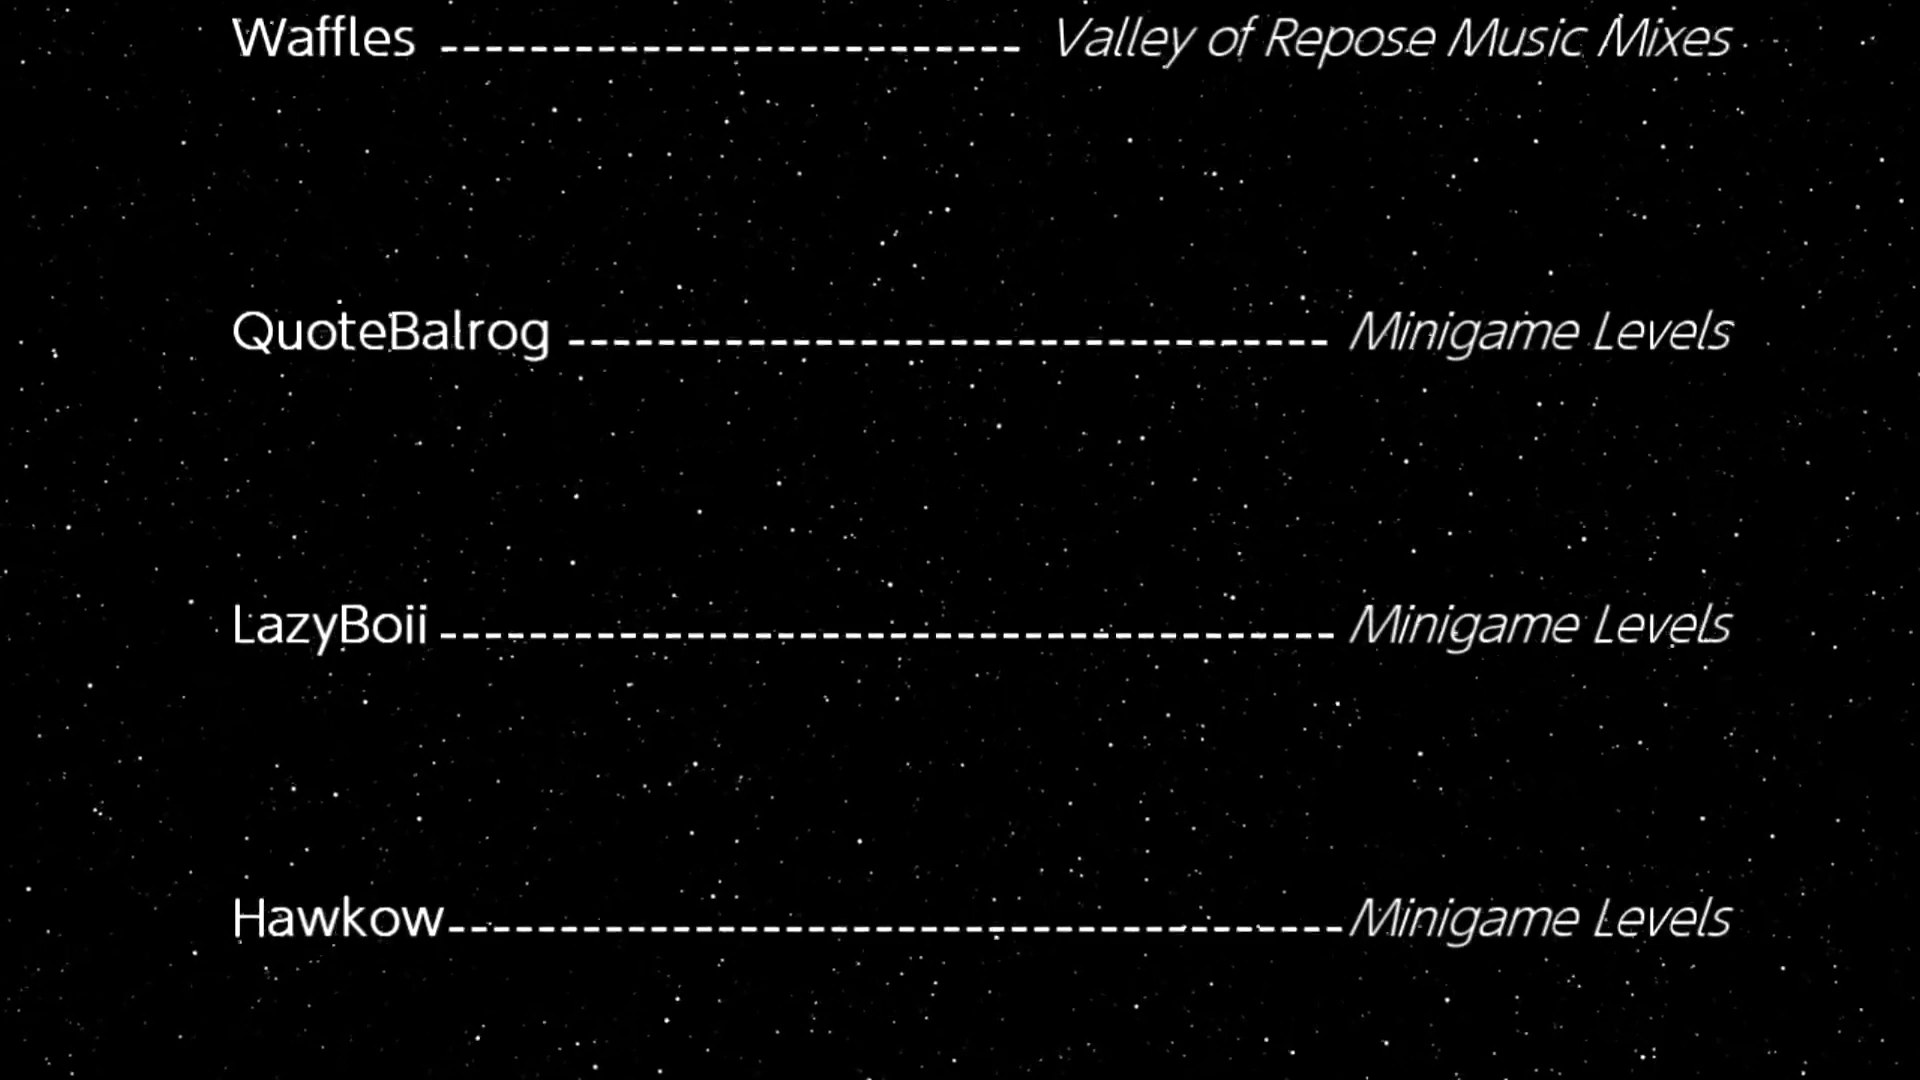 Waffles -------------------------- Valley of Repose Music Mixes
QuoteBalrog ---------------------------------- Minigame Levels
LazyBoii ---------------------------------------- Minigame Levels
Hawkow---------------------------------------- Minigame Levels